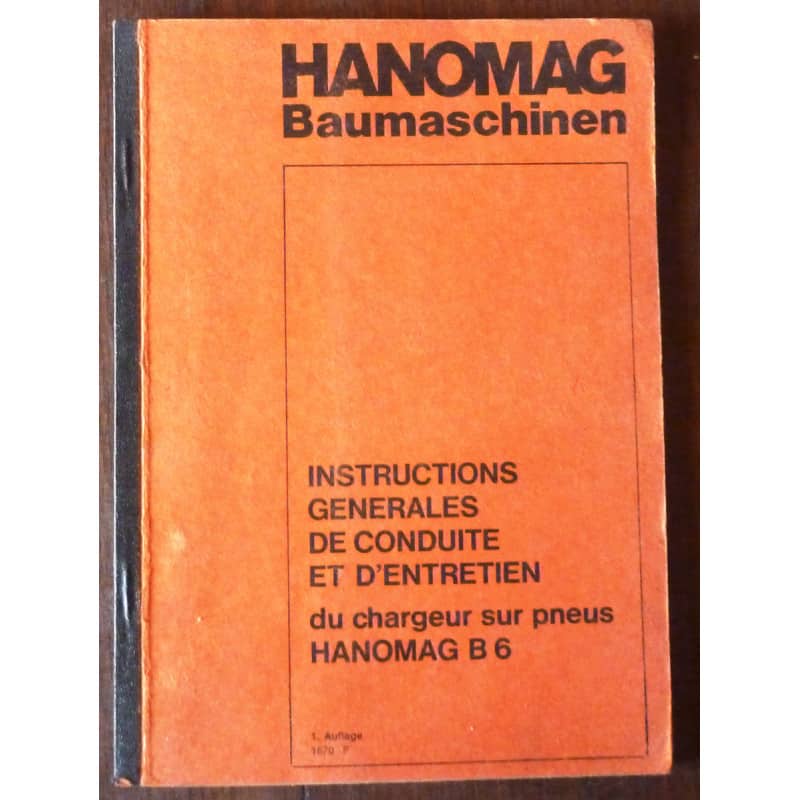 HANOMAG
Baumaschinen
INSTRUCTIONS
GENERALES
DE CONDUITE
ET D'ENTRETIEN
du chargeur sur pneus
HANOMAG B 6
1. Auflage